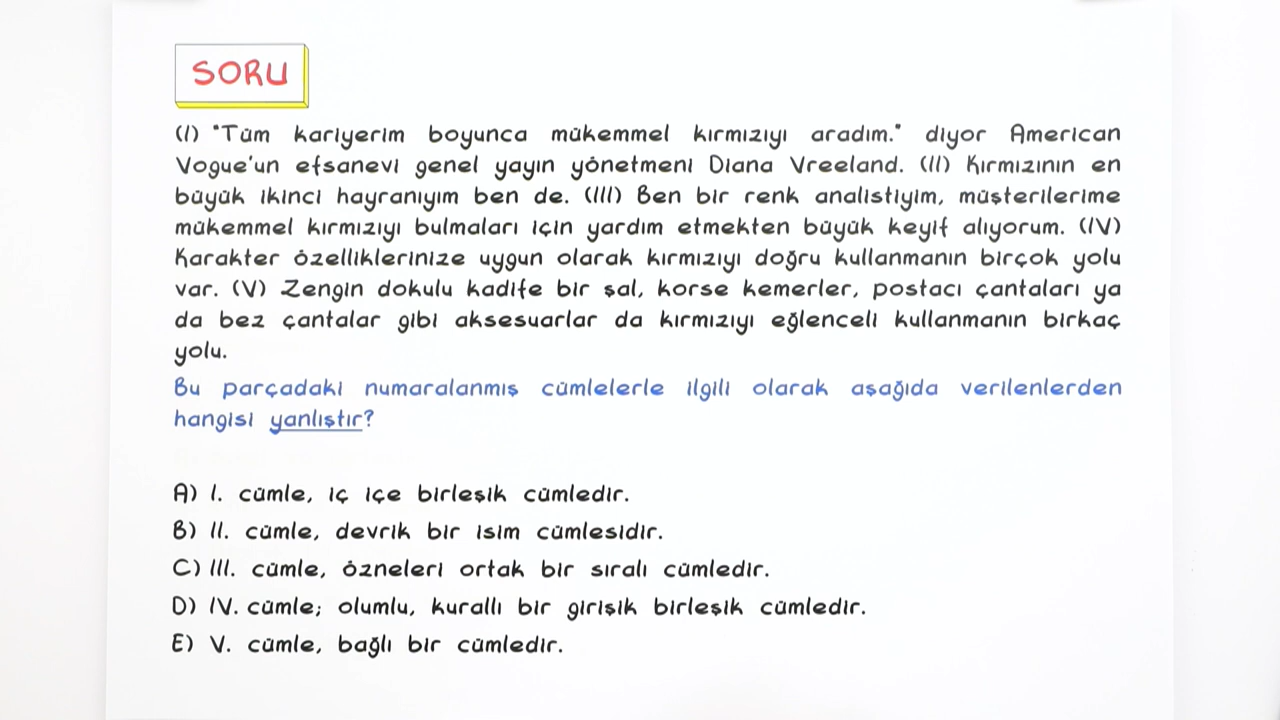 SORU
(I) "Tüm kariyerim boyunca mükemmel kırmızıyı aradım." diyor American
Vogue'un efsanevi genel yayın yönetmeni Diana Vreeland. (II) Kırmızının en
büyük ikinci hayranıyım ben de. (III) Ben bir renk analistiyim, müşterilerime
mükemmel kırmızıyı bulmaları için yardım etmekten büyük keyif alıyorum. (IV)
Karakter özelliklerinize uygun olarak kırmızıyı doğru kullanmanın birçok yolu
var. (V) Zengin dokulu kadife bir şal, korse kemerler, postacı çantaları ya
da bez çantalar gibi aksesuarlar da kırmızıyı eğlenceli kullanmanın birkaç
yolu.
Bu parçadaki numaralanmış cümlelerle ilgili olarak aşağıda verilenlerden
hangisi yanlıştır?
A) I. cümle, iç içe birleşik cümledir.
B) II. cümle, devrik bir isim cümlesidir.
C) III. cümle, özneleri ortak bir sıralı cümledir.
D) IV. cümle; olumlu, kurallı bir girişik birleşik cümledir.
E) V. cümle, bağlı bir cümledir.